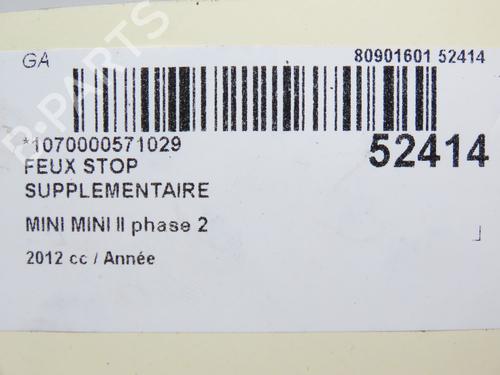 GA
80901601 52414
*1070000571029
52414
FEUX STOP
SUPPLEMENTAIRE
MINI MINI II phase 2
2012 cc / Année
B-PARTS